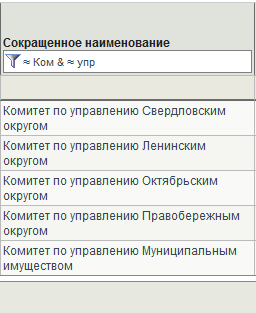 Сокращенное наименование
≈ Ком & ≈ упр
Комитет по управлению Свердловским
округом
Комитет по управлению Ленинским
округом
Комитет по управлению Октябрьским
округом
Комитет по управлению Правобережным
округом
Комитет по управлению Муниципальным
имуществом